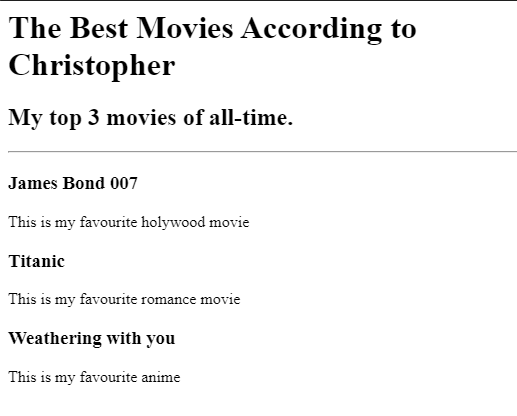 The Best Movies According to
Christopher
My top 3 movies of all-time.
James Bond 007
This is my favourite holywood movie
Titanic
This is my favourite romance movie
Weathering with you
This is my favourite anime